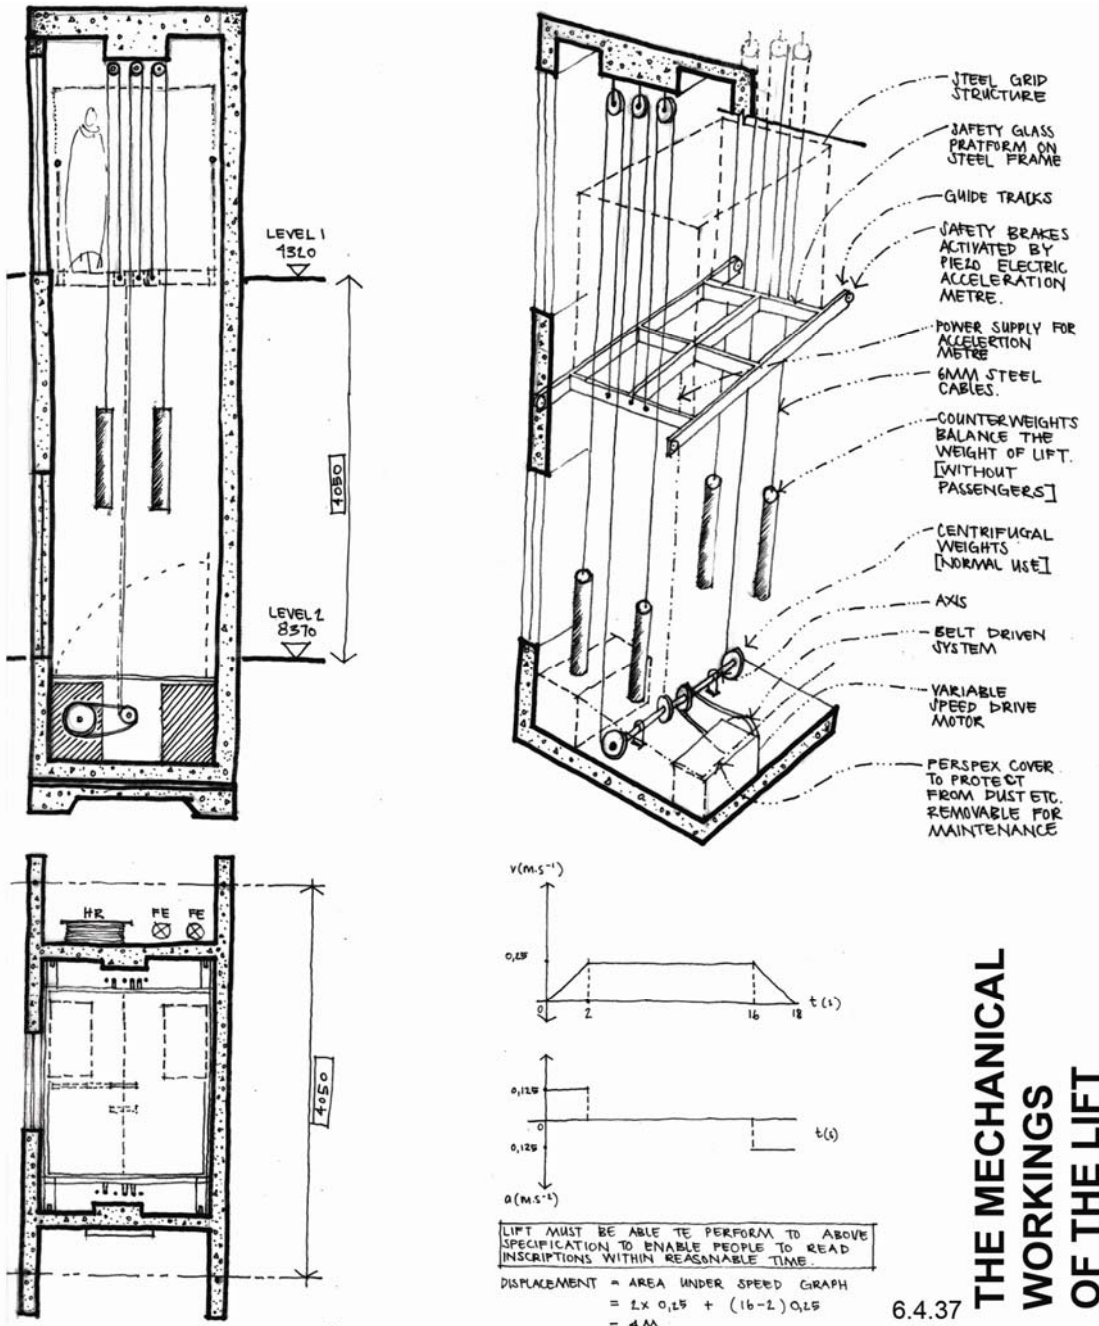 LEVEL 1
4320
4050
LEVEL 2
8370
STEEL GRID
STRUCTURE
SAFETY GLASS
PRATFORM ON
STEEL FRAME
GUIDE TRACKS
SAFETY BRAKES
ACTIVATED BY
PIEZO ELECTRIC
ACCELERATION
METRE.
POWER SUPPLY FOR
ACCELERTION
METRE
6MM STEEL
CABLES.
COUNTERWEIGHTS
BALANCE THE
WEIGHT OF LIFT.
[WITHOUT
PASSENGERS]
CENTRIFUGAL
WEIGHTS
[NORMAL USE]
AXIS
BELT DRIVEN
SYSTEM
VARIABLE
SPEED DRIVE
MOTOR
PERSPEX COVER
TO PROTECT
FROM DUST ETC.
REMOVABLE FOR
MAINTENANCE
HR FE FE
4050
v(m.s⁻¹)
0,25
0 2 16 18 t(s)
0,125
0
t(s)
0,125
a(m.s⁻²)
LIFT MUST BE ABLE TE PERFORM TO ABOVE
SPECIFICATION TO ENABLE PEOPLE TO READ
INSCRIPTIONS WITHIN REASONABLE TIME.
DISPLACEMENT = AREA UNDER SPEED GRAPH
= 2x 0,25 + (16-2) 0,25
= 4M
6.4.37
THE MECHANICAL
WORKINGS
OF THE LIFT